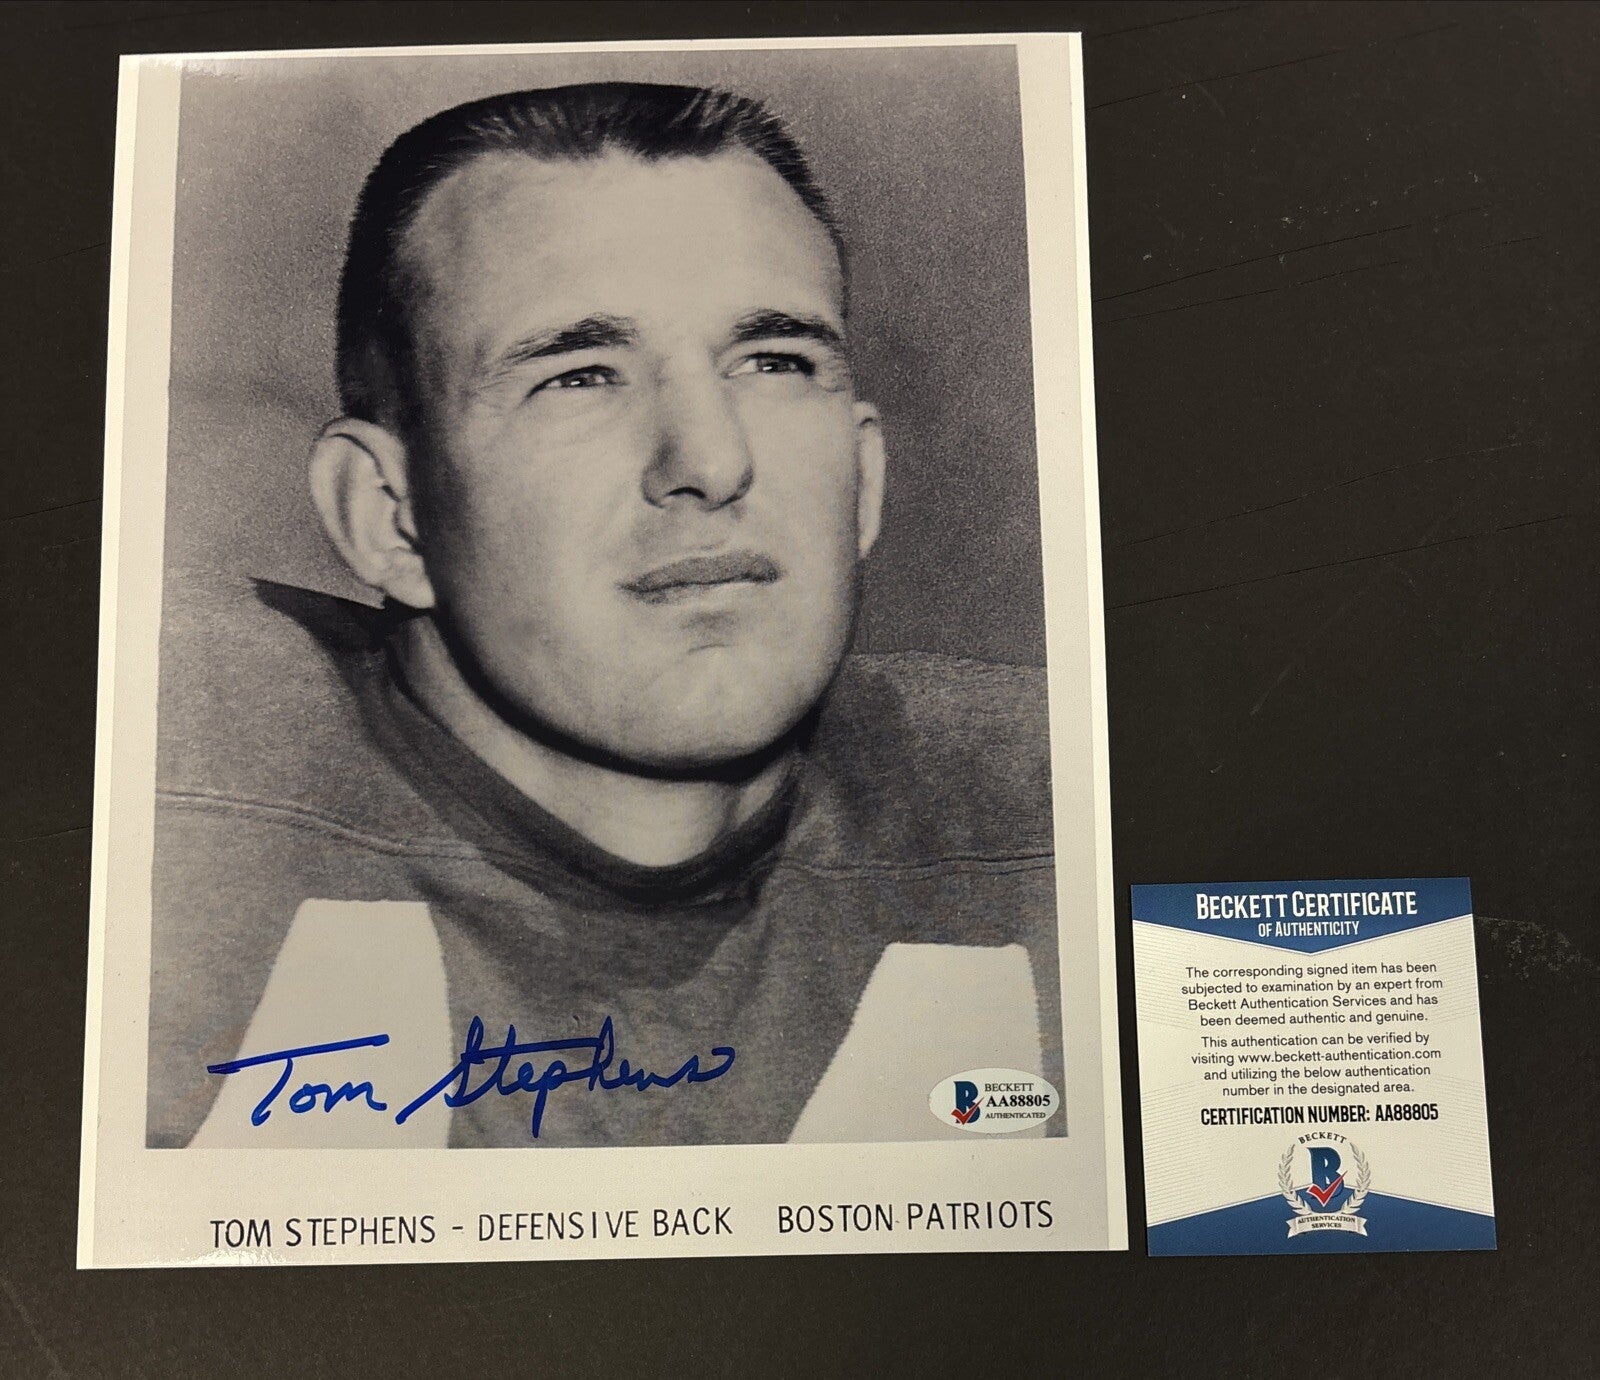 Tom Stephens
BECKETT
AA88805
AUTHENTICATED
TOM STEPHENS - DEFENSIVE BACK BOSTON PATRIOTS
BECKETT CERTIFICATE
OF AUTHENTICITY
The corresponding signed item has been
subjected to examination by an expert from
Beckett Authentication Services and has
been deemed authentic and genuine.
This authentication can be verified by
visiting www.beckett-authentication.com
and utilizing the below authentication
number in the designated area.
CERTIFICATION NUMBER: AA88805
BECKETT
B
AUTHENTICATION
SERVICES